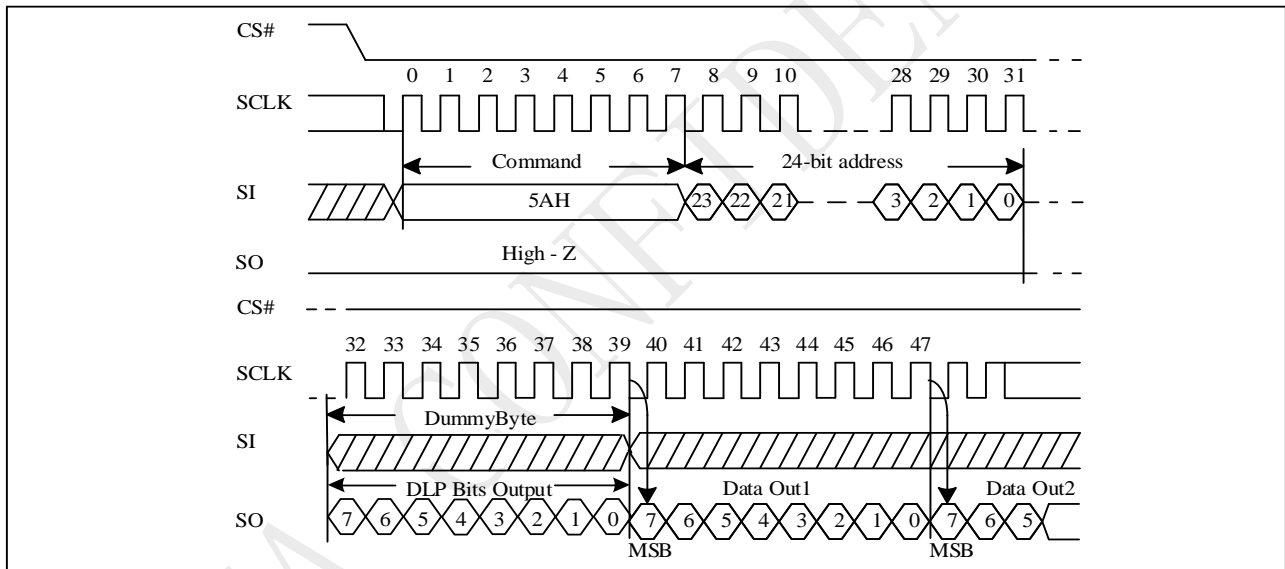 CS#
0 1 2 3 4 5 6 7 8 9 10 28 29 30 31
SCLK
Command 24-bit address
SI 5AH 23 22 21 3 2 1 0
High - Z
SO
CS#
32 33 34 35 36 37 38 39 40 41 42 43 44 45 46 47
SCLK
DummyByte
SI
DLP Bits Output Data Out1 Data Out2
SO 7 6 5 4 3 2 1 0 7 6 5 4 3 2 1 0 7 6 5
MSB MSB